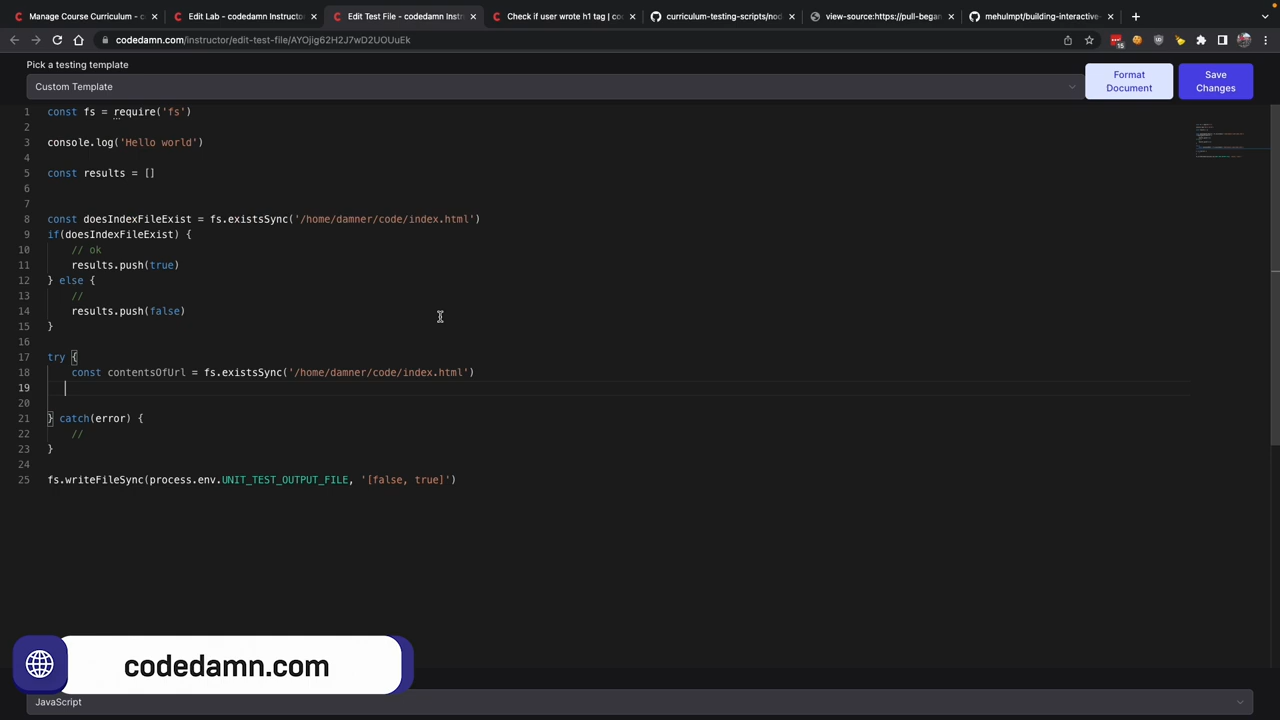 Manage Course Curriculum - c
Edit Lab - codedamn Instructor
Edit Test File - codedamn Inst
Check if user wrote h1 tag | co
curriculum-testing-scripts/nod
view-source:https://pull-began
mehulmpt/building-interactive-
codedamn.com/instructor/edit-test-file/AYOjig62H2J7wD2UOUuEk
15
Pick a testing template
Custom Template
Format Document
Save Changes
1 const fs = require('fs')
2
3 console.log('Hello world')
4
5 const results = []
6
7
8 const doesIndexFileExist = fs.existsSync('/home/damner/code/index.html')
9 if(doesIndexFileExist) {
10 // ok
11 results.push(true)
12 } else {
13 //
14 results.push(false)
15 }
16
17 try {
18 const contentsOfUrl = fs.existsSync('/home/damner/code/index.html')
19
20
21 } catch(error) {
22 //
23 }
24
25 fs.writeFileSync(process.env.UNIT_TEST_OUTPUT_FILE, '[false, true]')
codedamn.com
JavaScript